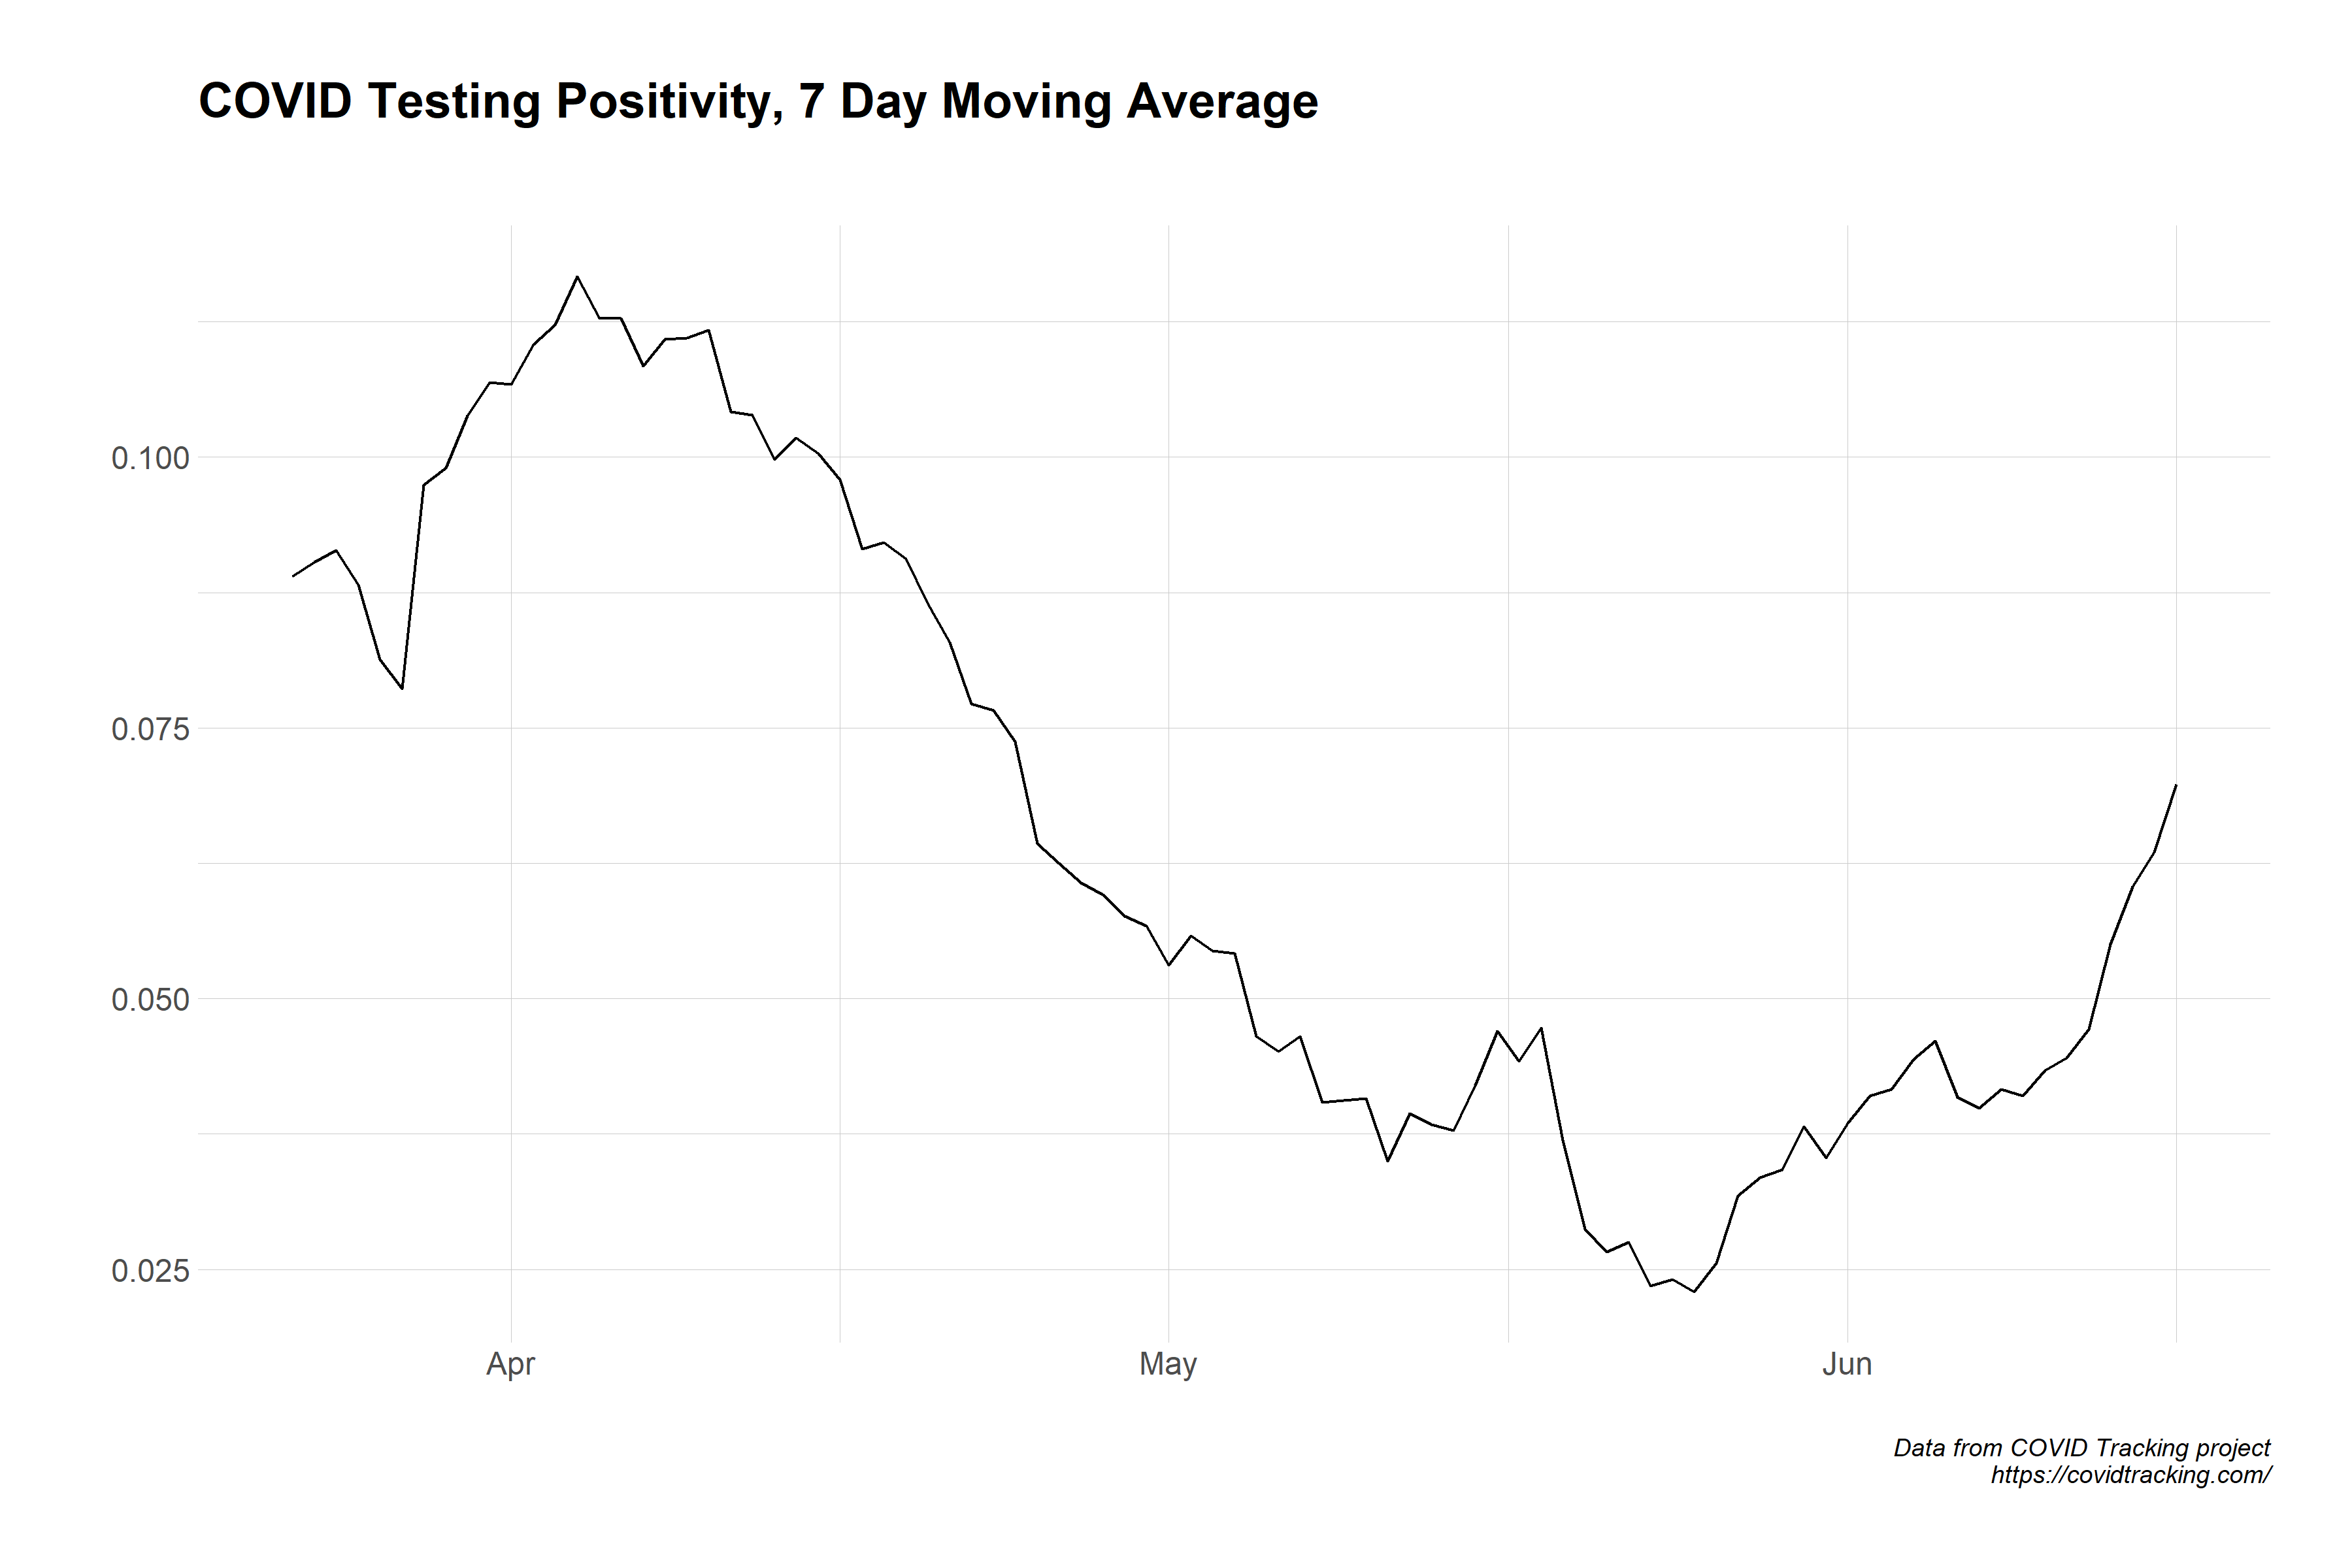 COVID Testing Positivity, 7 Day Moving Average
0.100
0.075
0.050
0.025
Apr May Jun
Data from COVID Tracking project
https://covidtracking.com/